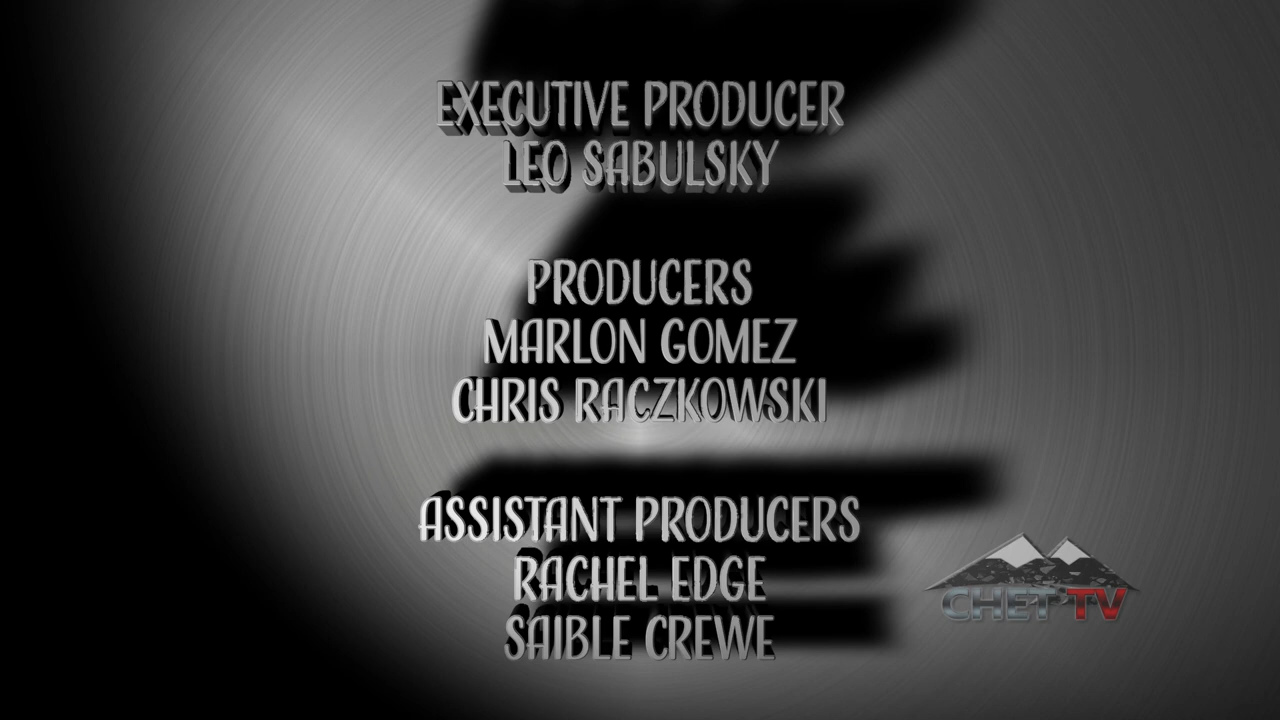 EXECUTIVE PRODUCER
LEO SABULSKY
PRODUCERS
MARLON GOMEZ
CHRIS RACZKOWSKI
ASSISTANT PRODUCERS
RACHEL EDGE
SAIBLE CREWE
CHET TV